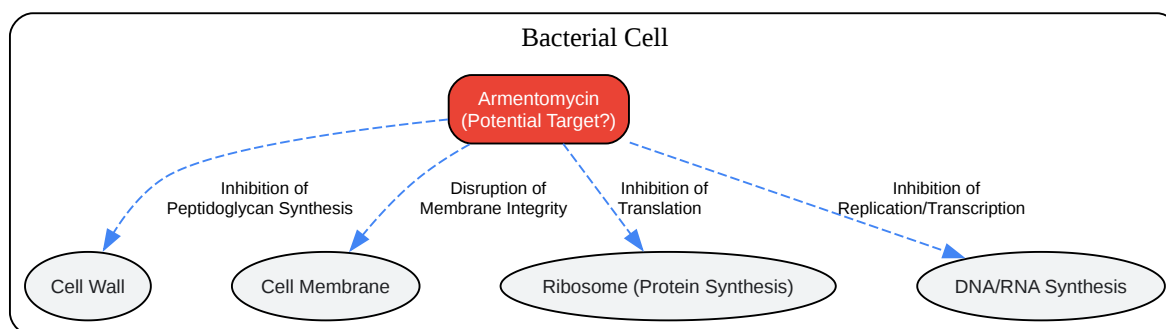 Bacterial Cell
Armentomycin
(Potential Target?)
Inhibition of
Peptidoglycan Synthesis
Disruption of
Membrane Integrity
Inhibition of
Translation
Inhibition of
Replication/Transcription
Cell Wall
Cell Membrane
Ribosome (Protein Synthesis)
DNA/RNA Synthesis